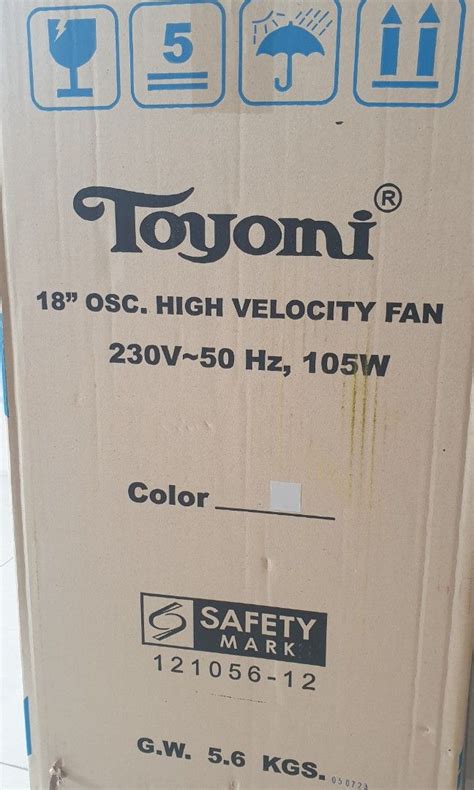 5
Toyomi®
18” OSC. HIGH VELOCITY FAN
230V~50 Hz, 105W
Color
SAFETY
MARK
121056-12
G.W. 5.6 KGS.
050723